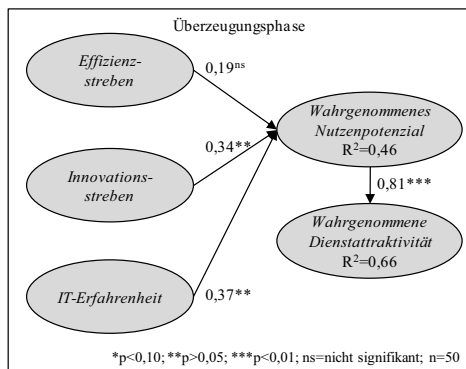 Überzeugungsphase
Effizienz-
streben
0,19ns
Innovations-
streben
0,34**
IT-Erfahrenheit
0,37**
Wahrgenommenes
Nutzenpotenzial
R²=0,46
0,81***
Wahrgenommene
Dienstattraktivität
R²=0,66
*p<0,10; **p>0,05; ***p<0,01; ns=nicht signifikant; n=50